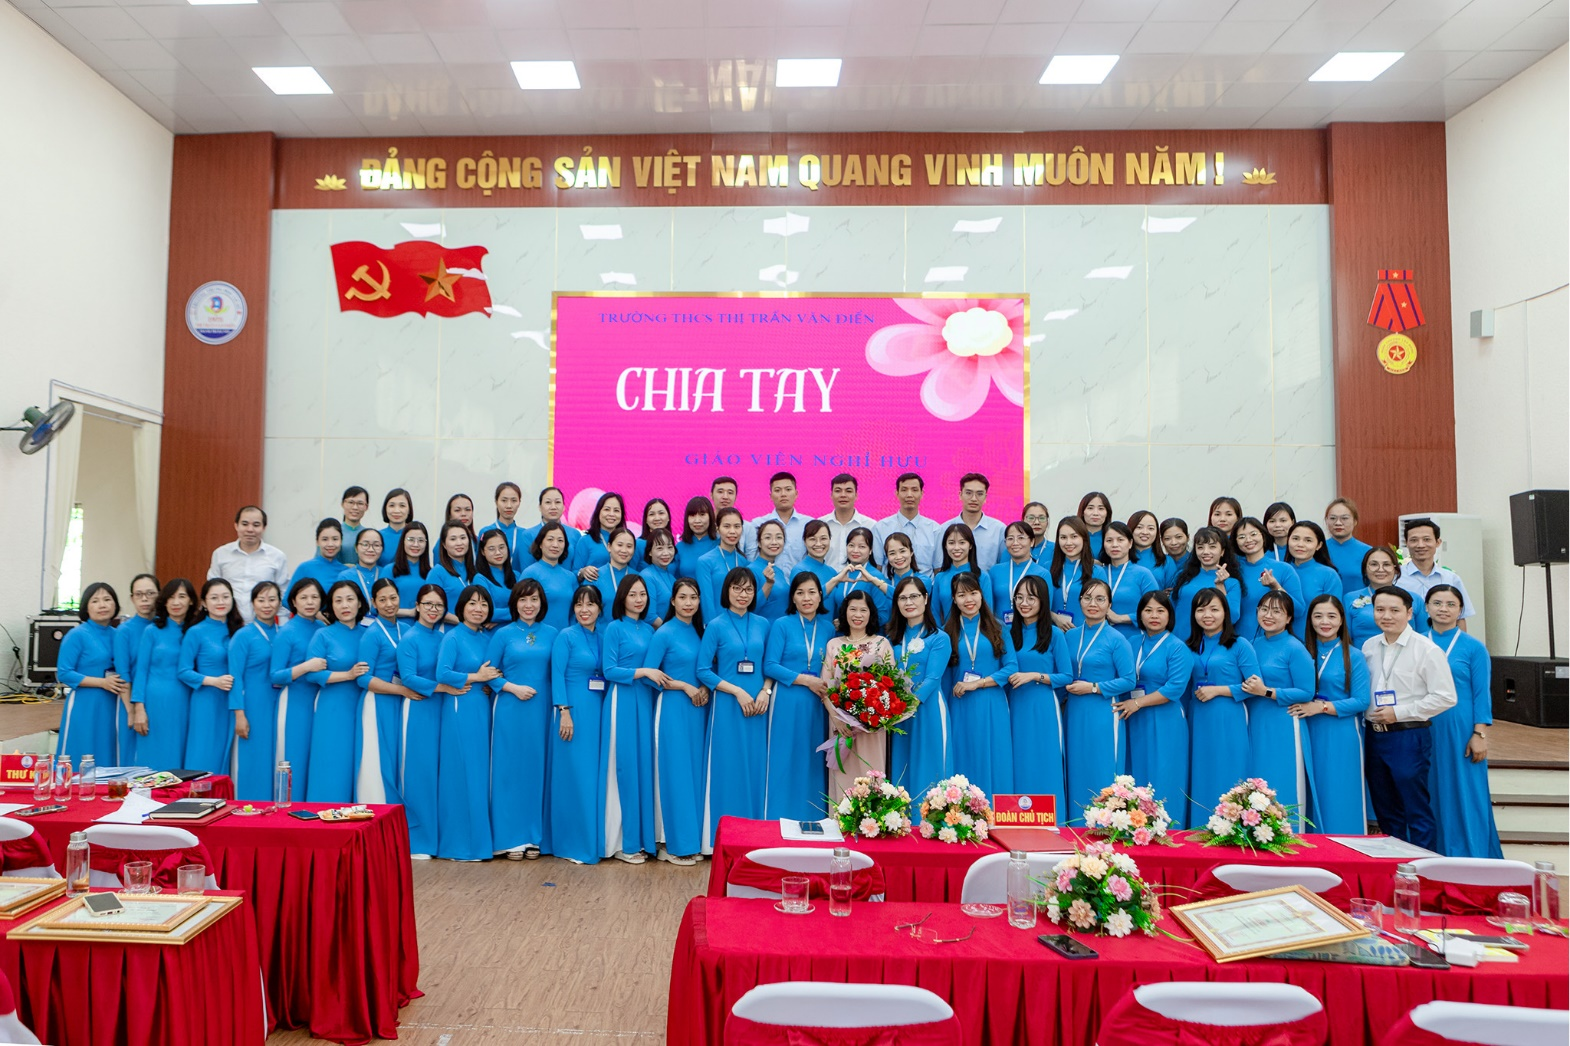 ĐẢNG CỘNG SẢN VIỆT NAM QUANG VINH MUÔN NĂM !
TRƯỜNG THCS THỊ TRẤN VĂN ĐIỂN
CHIA TAY
GIÁO VIÊN NGHỈ HƯU
THƯ
ĐOÀN CHỦ TỊCH